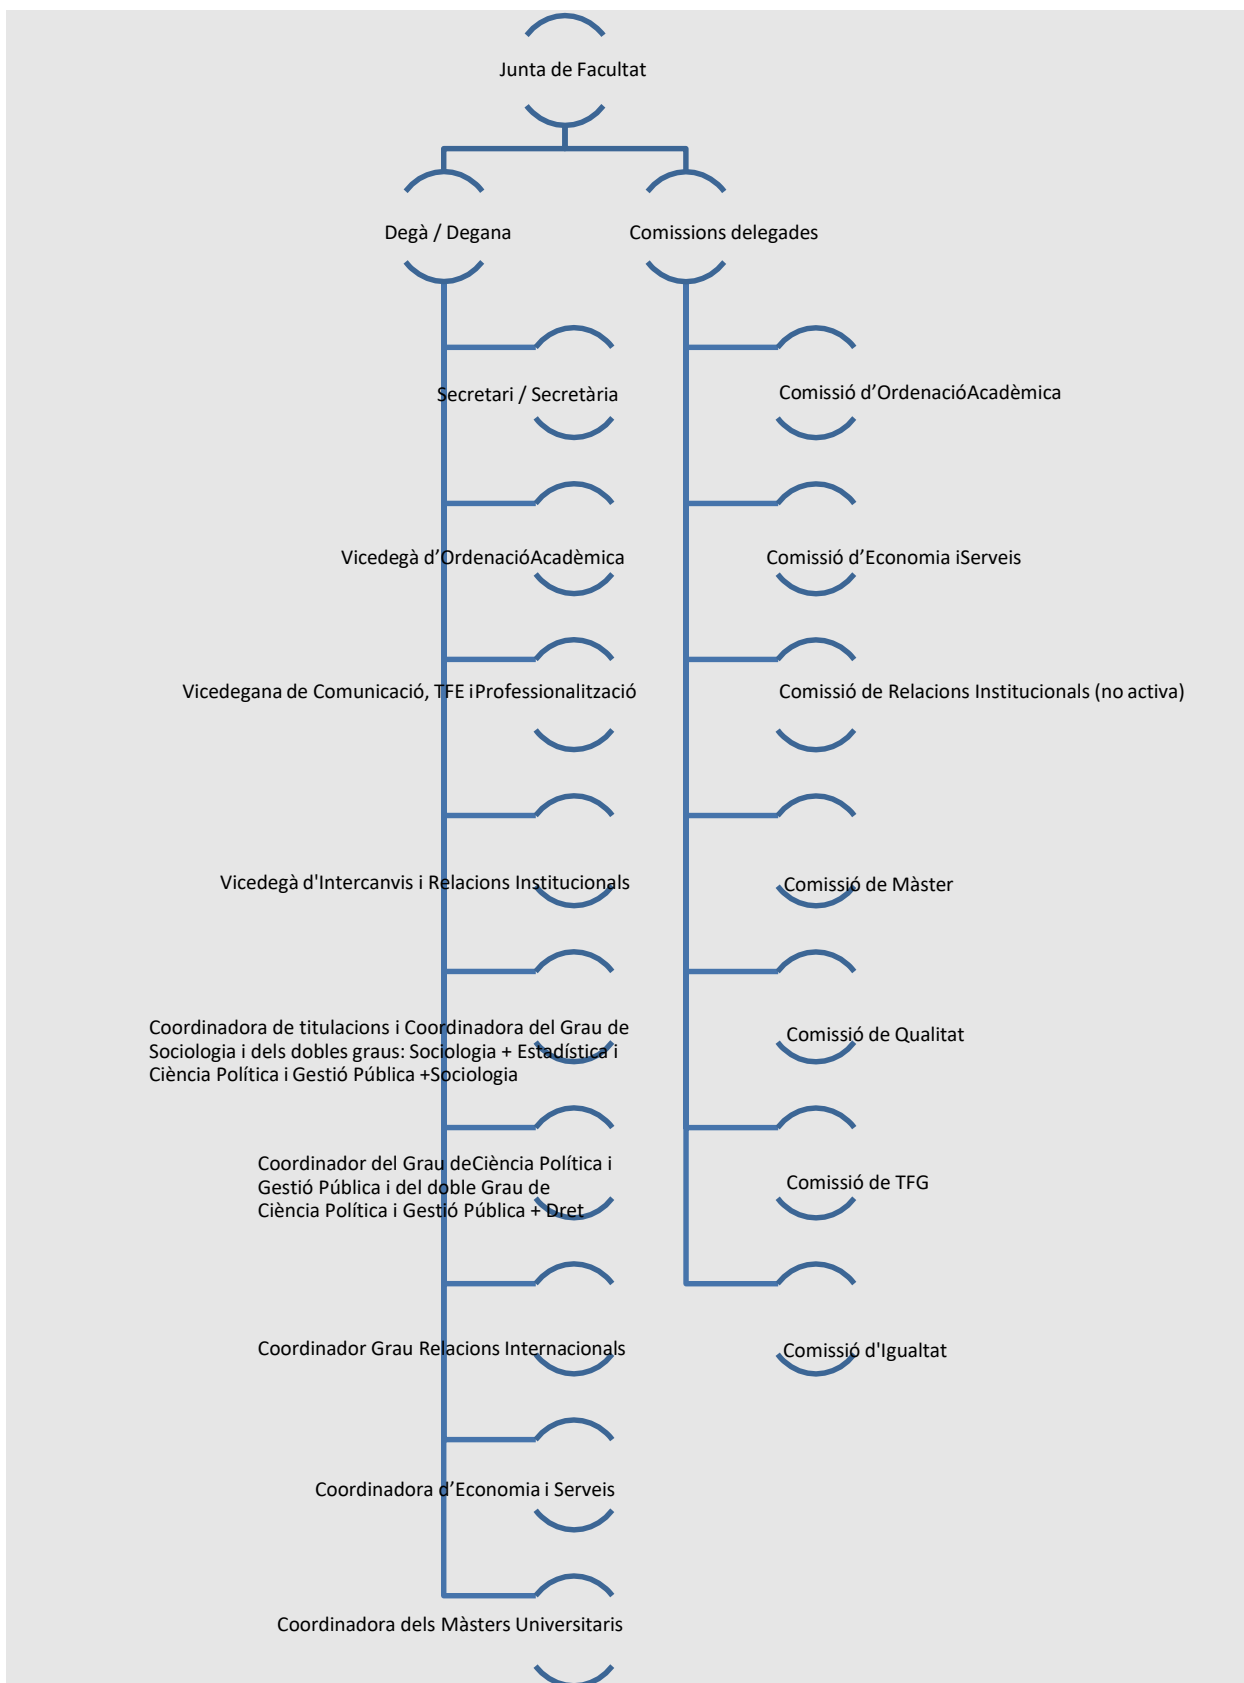 Junta de Facultat
Degà / Degana
Comissions delegades
Secretari / Secretària
Comissió d’OrdenacióAcadèmica
Vicedegà d’OrdenacióAcadèmica
Comissió d’Economia iServeis
Vicedegana de Comunicació, TFE iProfessionalització
Comissió de Relacions Institucionals (no activa)
Vicedegà d'Intercanvis i Relacions Institucionals
Comissió de Màster
Coordinadora de titulacions i Coordinadora del Grau de
Sociologia i dels dobles graus: Sociologia + Estadística i
Ciència Política i Gestió Pública +Sociologia
Comissió de Qualitat
Coordinador del Grau deCiència Política i
Gestió Pública i del doble Grau de
Ciència Política i Gestió Pública + Dret
Comissió de TFG
Coordinador Grau Relacions Internacionals
Comissió d'Igualtat
Coordinadora d’Economia i Serveis
Coordinadora dels Màsters Universitaris